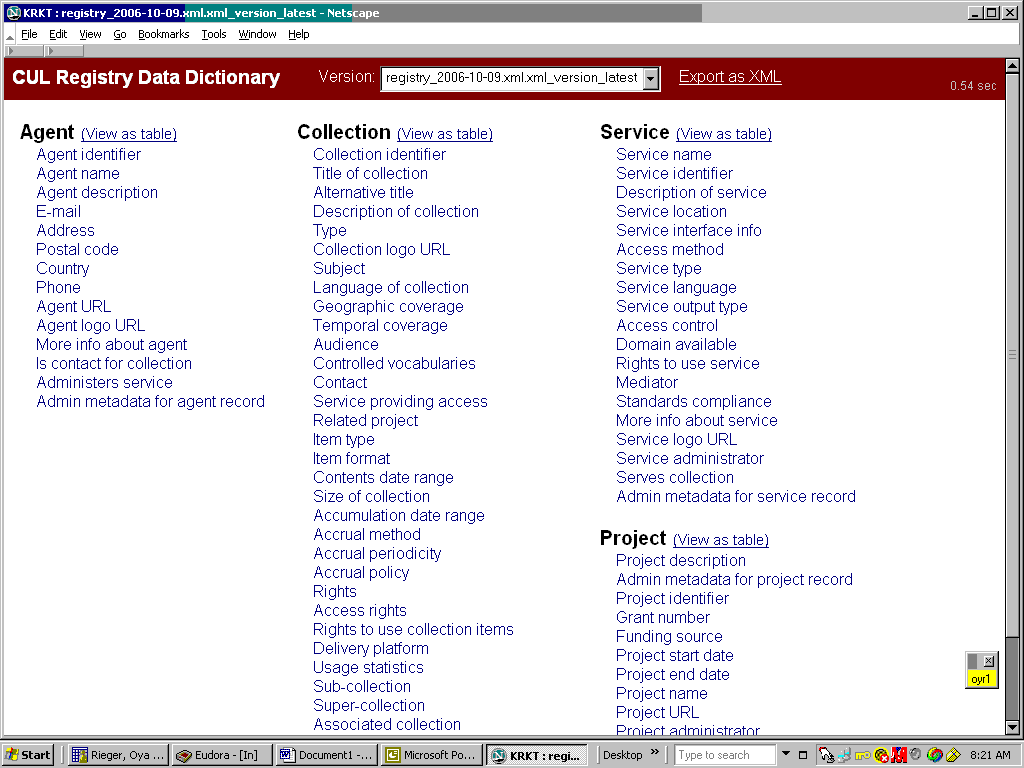 KRKT : registry_2006-10-09.xml.xml_version_latest - Netscape
File Edit View Go Bookmarks Tools Window Help
CUL Registry Data Dictionary Version: registry_2006-10-09.xml.xml_version_latest Export as XML 0.54 sec
Agent (View as table)
Agent identifier
Agent name
Agent description
E-mail
Address
Postal code
Country
Phone
Agent URL
Agent logo URL
More info about agent
Is contact for collection
Administers service
Admin metadata for agent record
Collection (View as table)
Collection identifier
Title of collection
Alternative title
Description of collection
Type
Collection logo URL
Subject
Language of collection
Geographic coverage
Temporal coverage
Audience
Controlled vocabularies
Contact
Service providing access
Related project
Item type
Item format
Contents date range
Size of collection
Accumulation date range
Accrual method
Accrual periodicity
Accrual policy
Rights
Access rights
Rights to use collection items
Delivery platform
Usage statistics
Sub-collection
Super-collection
Associated collection
Service (View as table)
Service name
Service identifier
Description of service
Service location
Service interface info
Access method
Service type
Service language
Service output type
Access control
Domain available
Rights to use service
Mediator
Standards compliance
More info about service
Service logo URL
Service administrator
Serves collection
Admin metadata for service record
Project (View as table)
Project description
Admin metadata for project record
Project identifier
Grant number
Funding source
Project start date
Project end date
Project name
Project URL
Project administrator
oyr1
Start Rieger, Oya ... Eudora - [In] Document1 -... Microsoft Po... KRKT : regi... Desktop » Type to search 8:21 AM